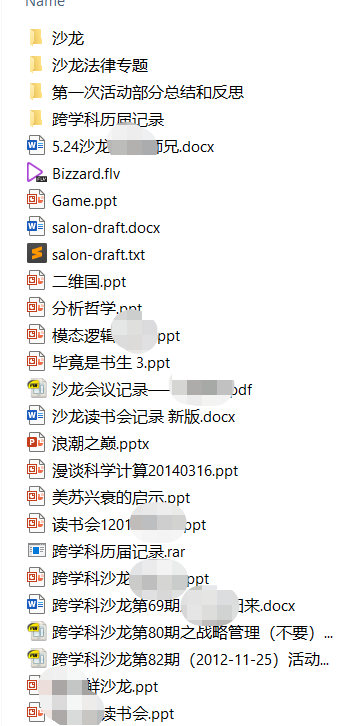 Name
沙龙
沙龙法律专题
第一次活动部分总结和反思
跨学科历届记录
5.24沙龙 师兄.docx
Bizzard.flv
Game.ppt
salon-draft.docx
salon-draft.txt
二维国.ppt
分析哲学.ppt
模态逻辑 ppt
毕竟是书生 3.ppt
沙龙会议记录── pdf
沙龙读书会记录 新版.docx
浪潮之巅.pptx
漫谈科学计算20140316.ppt
美苏兴衰的启示.ppt
读书会1201 ppt
跨学科历届记录.rar
跨学科沙龙 ppt
跨学科沙龙第69期 来.docx
跨学科沙龙第80期之战略管理（不要）...
跨学科沙龙第82期（2012-11-25）活动...
鲜沙龙.ppt
读书会.ppt